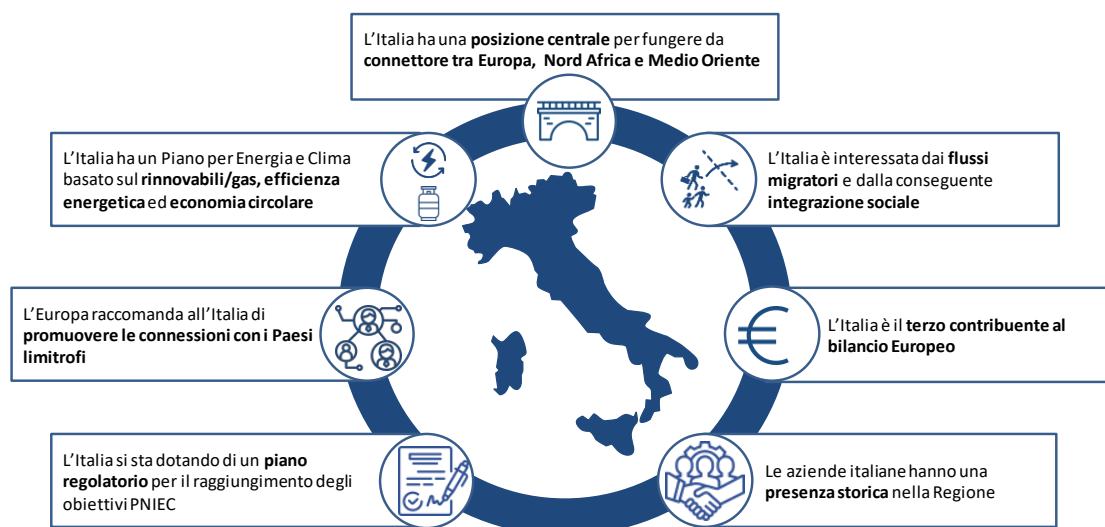 L'Italia ha una posizione centrale per fungere da
connettore tra Europa, Nord Africa e Medio Oriente
L'Italia ha un Piano per Energia e Clima
basato sul rinnovabili/gas, efficienza
energetica ed economia circolare
L'Italia è interessata dai flussi
migratori e dalla conseguente
integrazione sociale
L'Europa raccomanda all'Italia di
promuovere le connessioni con i Paesi
limitrofi
L'Italia è il terzo contribuente al
bilancio Europeo
L'Italia si sta dotando di un piano
regolatorio per il raggiungimento degli
obiettivi PNIEC
Le aziende italiane hanno una
presenza storica nella Regione